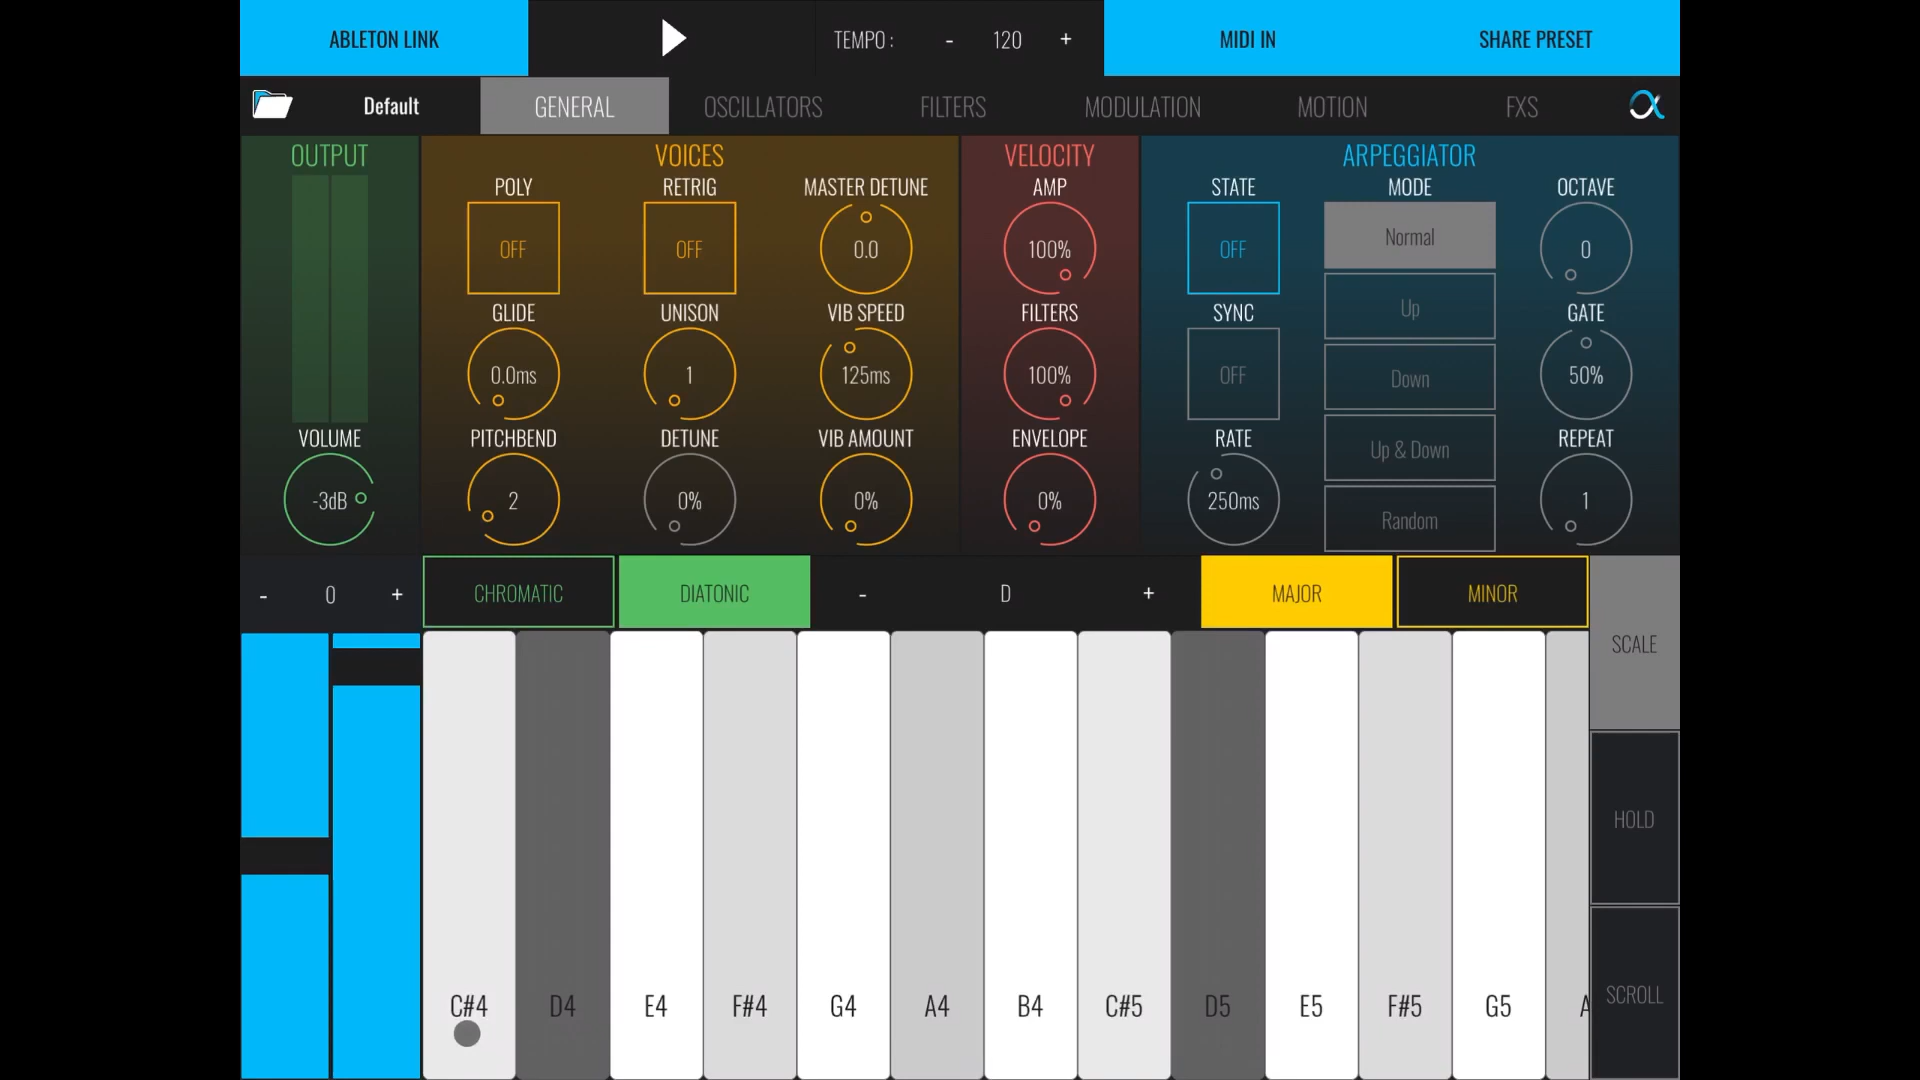 ABLETON LINK
TEMPO :
-
120
+
MIDI IN
SHARE PRESET
Default
GENERAL
OSCILLATORS
FILTERS
MODULATION
MOTION
FXS
OUTPUT
VOLUME
-3dB
VOICES
POLY
RETRIG
MASTER DETUNE
OFF
OFF
0.0
GLIDE
UNISON
VIB SPEED
0.0ms
1
125ms
PITCHBEND
DETUNE
VIB AMOUNT
2
0%
0%
VELOCITY
AMP
100%
FILTERS
100%
ENVELOPE
0%
ARPEGGIATOR
STATE
MODE
OCTAVE
OFF
Normal
0
Up
SYNC
GATE
OFF
Down
50%
RATE
Up & Down
REPEAT
250ms
Random
1
-
0
+
CHROMATIC
DIATONIC
-
D
+
MAJOR
MINOR
SCALE
HOLD
SCROLL
C#4
D4
E4
F#4
G4
A4
B4
C#5
D5
E5
F#5
G5
A